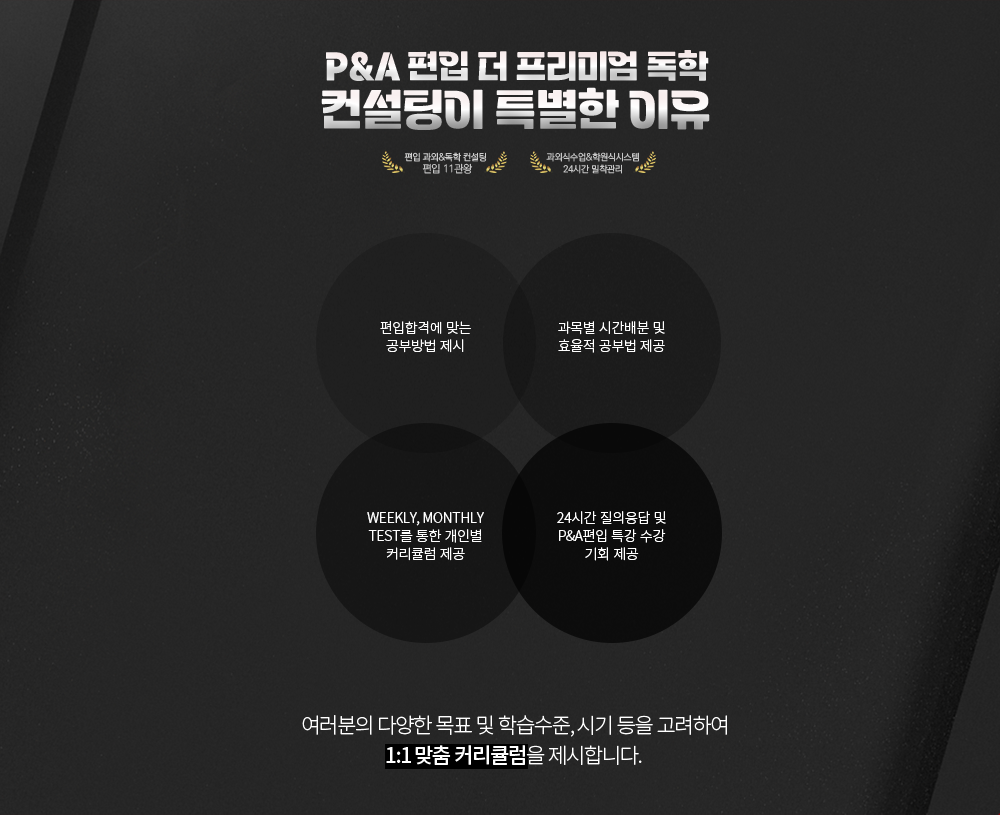 P&A 편입 더 프리미엄 독학
컨설팅이 특별한 이유
편입 과외&독학 컨설팅
편입 11관왕
과외식수업&학원식시스템
24시간 밀착관리
편입합격에 맞는
공부방법 제시
과목별 시간배분 및
효율적 공부법 제공
WEEKLY, MONTHLY
TEST를 통한 개인별
커리큘럼 제공
24시간 질의응답 및
P&A편입 특강 수강
기회 제공
여러분의 다양한 목표 및 학습수준, 시기 등을 고려하여
1:1 맞춤 커리큘럼을 제시합니다.